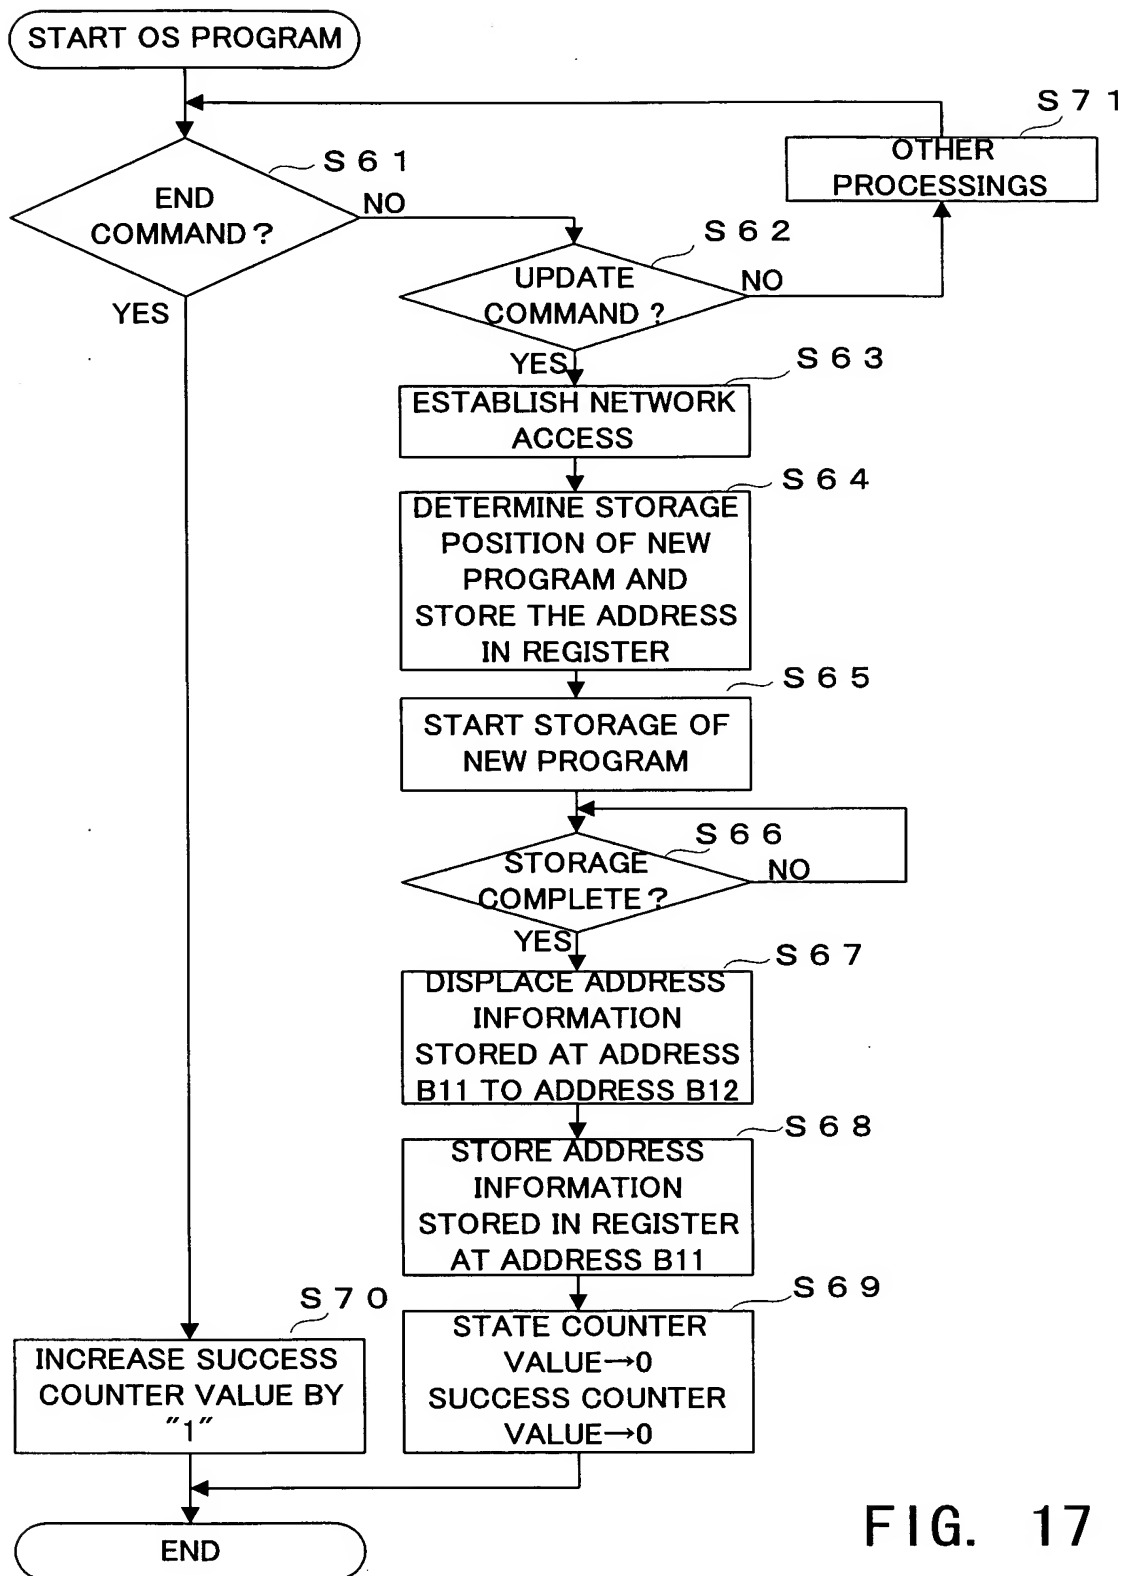 START OS PROGRAM
S71
OTHER
PROCESSINGS
S61
END
COMMAND?
NO
YES
S62
UPDATE
COMMAND?
NO
YES
S63
ESTABLISH NETWORK
ACCESS
S64
DETERMINE STORAGE
POSITION OF NEW
PROGRAM AND
STORE THE ADDRESS
IN REGISTER
S65
START STORAGE OF
NEW PROGRAM
S66
STORAGE
COMPLETE?
NO
YES
S67
DISPLACE ADDRESS
INFORMATION
STORED AT ADDRESS
B11 TO ADDRESS B12
S68
STORE ADDRESS
INFORMATION
STORED IN REGISTER
AT ADDRESS B11
S69
STATE COUNTER
VALUE→0
SUCCESS COUNTER
VALUE→0
S70
INCREASE SUCCESS
COUNTER VALUE BY
"1"
END
FIG. 17